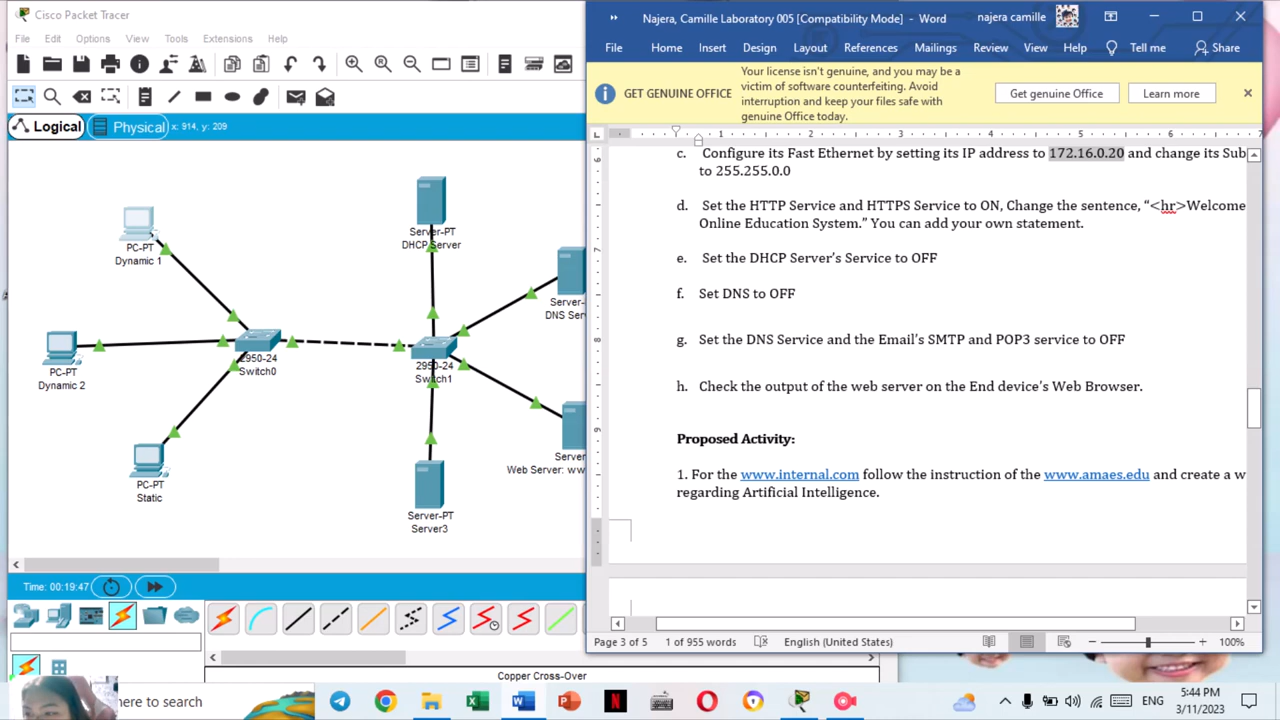 Cisco Packet Tracer
File Edit Options View Tools Extensions Help
Logical Physical x: 914, y: 209
PC-PT
Dynamic 1
PC-PT
Dynamic 2
PC-PT
Static
2950-24
Switch0
Server-PT
DHCP Server
Server-
DNS Serv
2950-24
Switch1
Server
Web Server: ww
Server-PT
Server3
Time: 00:19:47
Copper Cross-Over
Najera, Camille Laboratory 005 [Compatibility Mode] - Word
najera camille
File Home Insert Design Layout References Mailings Review View Help Tell me Share
GET GENUINE OFFICE
Your license isn't genuine, and you may be a
victim of software counterfeiting. Avoid
interruption and keep your files safe with
genuine Office today.
Get genuine Office
Learn more
1 2 3 4 5 6 7
c. Configure its Fast Ethernet by setting its IP address to 172.16.0.20 and change its Sub
to 255.255.0.0
d. Set the HTTP Service and HTTPS Service to ON, Change the sentence, “<hr>Welcome
Online Education System.” You can add your own statement.
e. Set the DHCP Server’s Service to OFF
f. Set DNS to OFF
g. Set the DNS Service and the Email’s SMTP and POP3 service to OFF
h. Check the output of the web server on the End device’s Web Browser.
Proposed Activity:
1. For the www.internal.com follow the instruction of the www.amaes.edu and create a w
regarding Artificial Intelligence.
Page 3 of 5 1 of 955 words English (United States) 100%
here to search
ENG
5:44 PM
3/11/2023